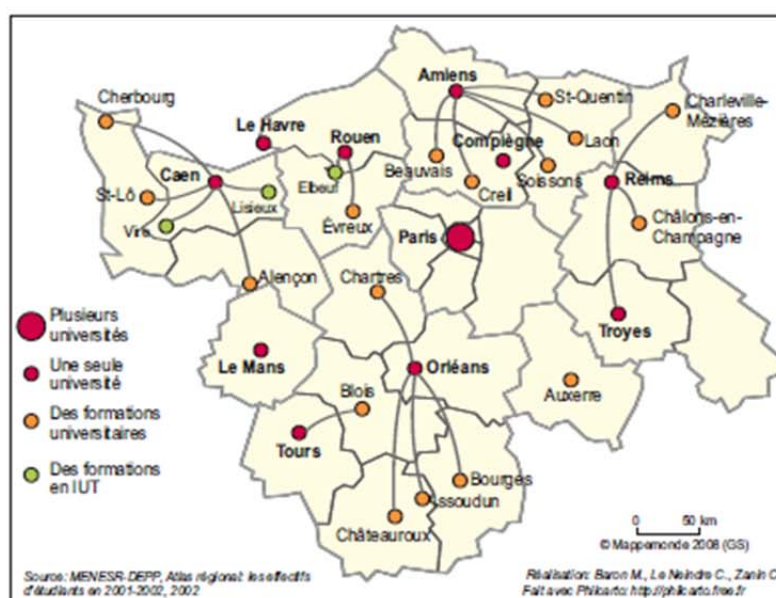 Cherbourg
Amiens
St-Quentin
Charleville-
Mézières
Le Havre
Rouen
Compiègne
Laon
Caen
Beauvais
Soissons
Reims
Elbeuf
St-Lô
Lisieux
Creil
Vire
Évreux
Châlons-en-
Champagne
Paris
Alençon
Chartres
Plusieurs
universités
Troyes
Une seule
université
Le Mans
Orléans
Blois
Auxerre
Des formations
universitaires
Tours
Des formations
en IUT
Bourges
Issoudun
Châteauroux
0 50 km
© Mappemonde 2008 (GS)
Source: MENESR-DEPP, Atlas régional: les effectifs
d'étudiants en 2001-2002, 2002
Réalisation: Baron M., Le Neindre C., Zanin C
Fait avec Philcarto: http://philcarto.free.fr